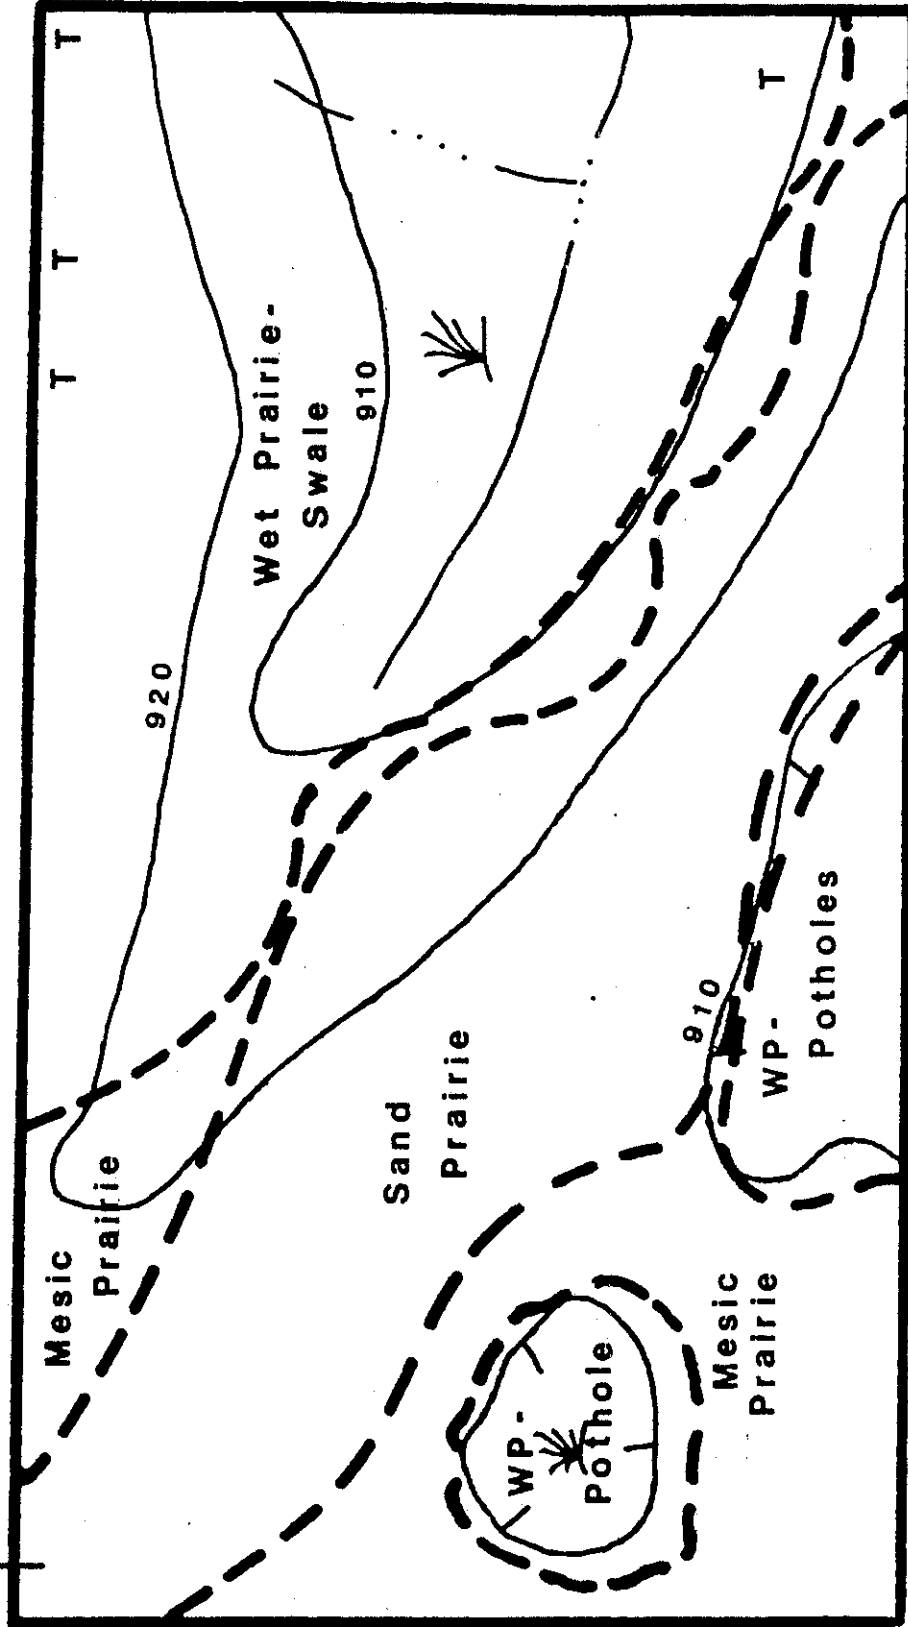 T
T
T
T
920
Wet Prairie-
Swale
910
Mesic
Prairie
Sand
Prairie
910
WP-
Potholes
WP-
Pothole
Mesic
Prairie